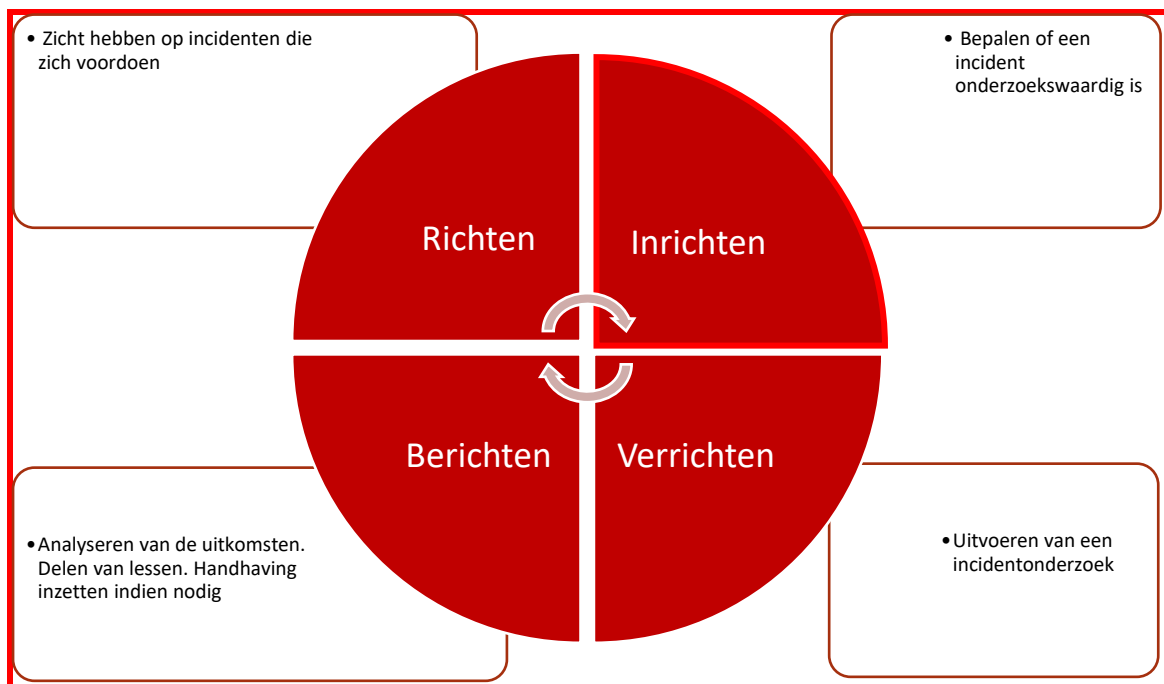 • Zicht hebben op incidenten die
zich voordoen
• Bepalen of een
incident
onderzoekswaardig is
Richten
Inrichten
Berichten
Verrichten
•Analyseren van de uitkomsten.
Delen van lessen. Handhaving
inzetten indien nodig
•Uitvoeren van een
incidentonderzoek